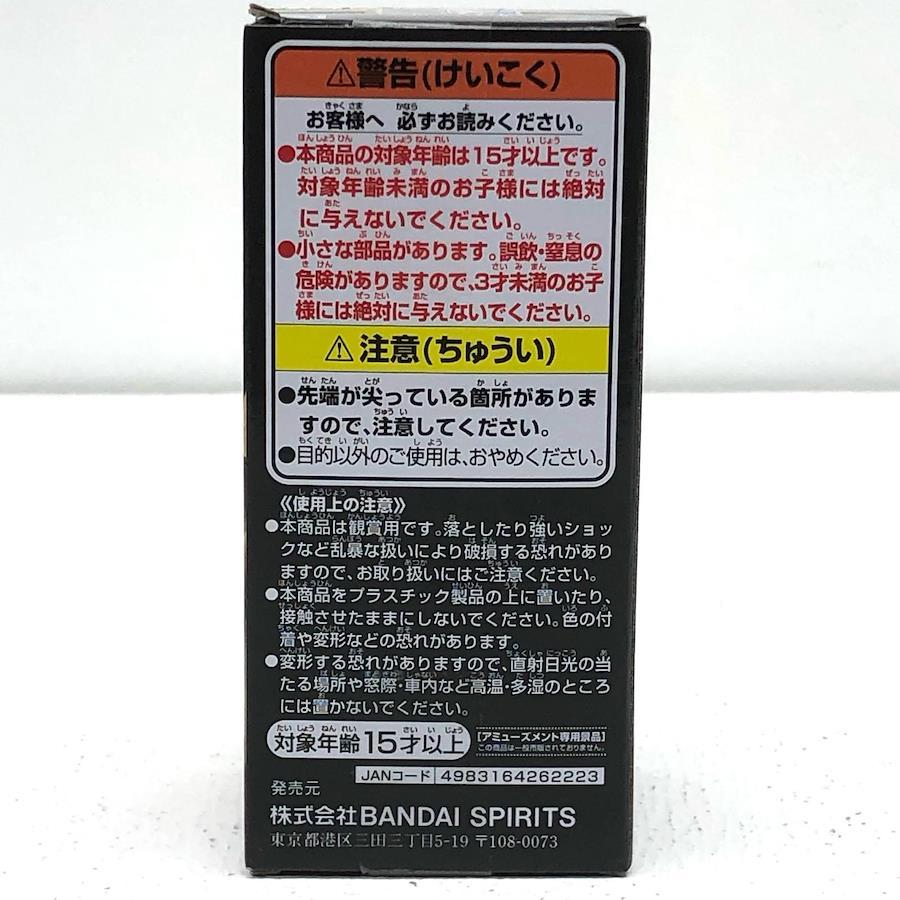 ⚠警告(けいこく)
お客様へ 必ずお読みください。
●本商品の対象年齢は15才以上です。
対象年齢未満のお子様には絶対
に与えないでください。
●小さな部品があります。誤飲・窒息の
危険がありますので、3才未満のお子
様には絶対に与えないでください。
⚠注意(ちゅうい)
●先端が尖っている箇所がありま
すので、注意してください。
●目的以外のご使用は、おやめください。
《使用上の注意》
●本商品は観賞用です。落としたり強いショッ
クなど乱暴な扱いにより破損する恐れがあり
ますので、お取り扱いにはご注意ください。
●本商品をプラスチック製品の上に置いたり、
接触させたままにしないでください。色の付
着や変形などの恐れがあります。
●変形する恐れがありますので、直射日光の当
たる場所や窓際・車内など高温・多湿のところ
には置かないでください。
対象年齢15才以上
[アミューズメント専用景品]
この商品は一般市販されておりません。
JANコード 4983164262223
発売元
株式会社BANDAI SPIRITS
東京都港区三田三丁目5-19 〒108-0073